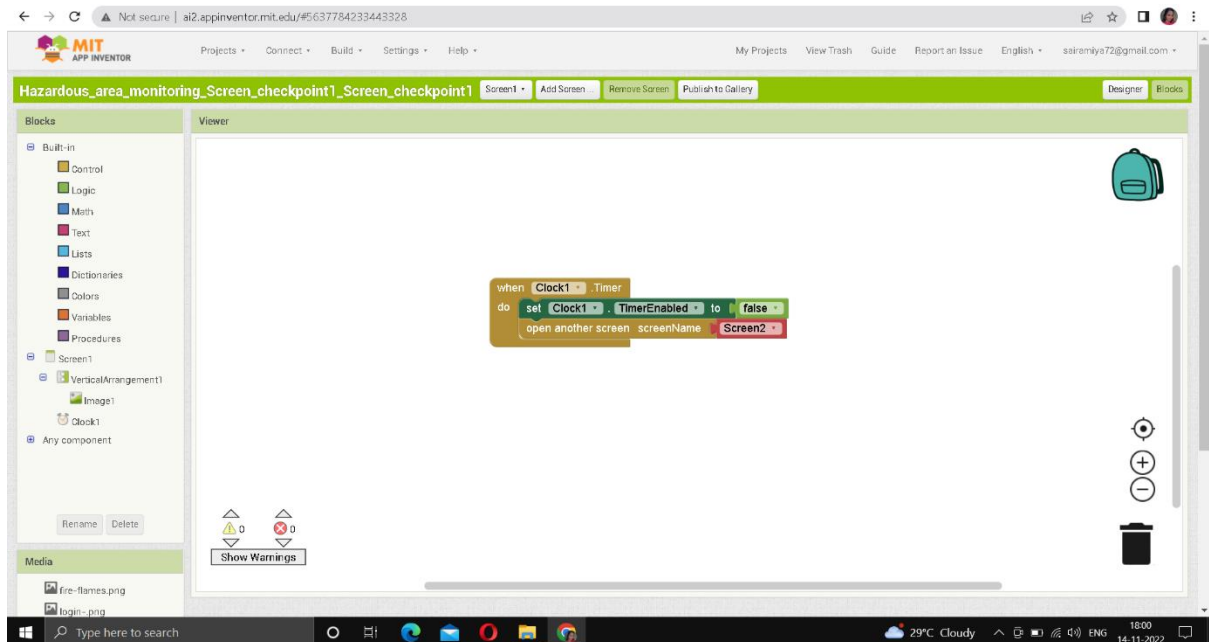 Not secure | ai2.appinventor.mit.edu/#5637784233443328
MIT
APP INVENTOR
Projects Connect Build Settings Help My Projects View Trash Guide Report an Issue English sairamiya72@gmail.com
Hazardous_area_monitoring_Screen_checkpoint1_Screen_checkpoint1 Screen1 Add Screen ... Remove Screen Publish to Gallery Designer Blocks
Blocks
Viewer
Built-in
Control
Logic
Math
Text
Lists
Dictionaries
Colors
Variables
Procedures
Screen1
VerticalArrangement1
Image1
Clock1
Any component
Rename Delete
when Clock1 .Timer
do set Clock1 . TimerEnabled to false
open another screen screenName Screen2
0 0
Show Warnings
Media
fire-flames.png
login-.png
Type here to search
29°C Cloudy ENG
18:00
14-11-2022